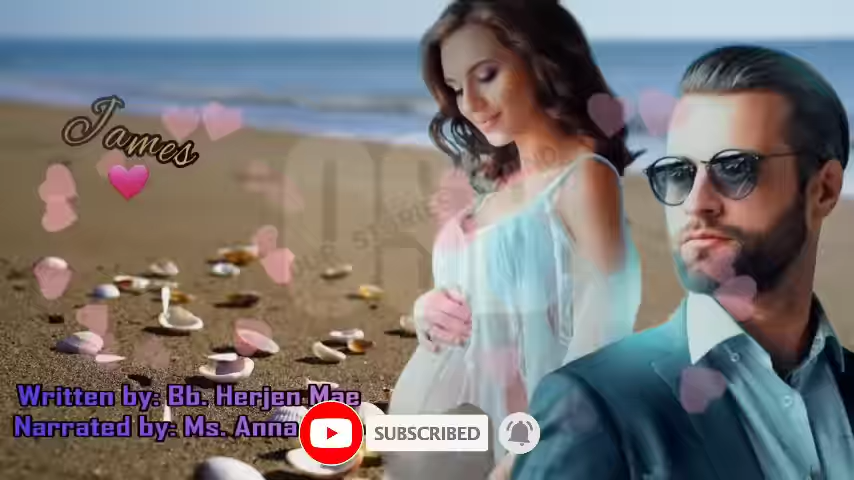 James
Written by: Bb. Herjen Mae
Narrated by: Ms. Anna
SUBSCRIBED